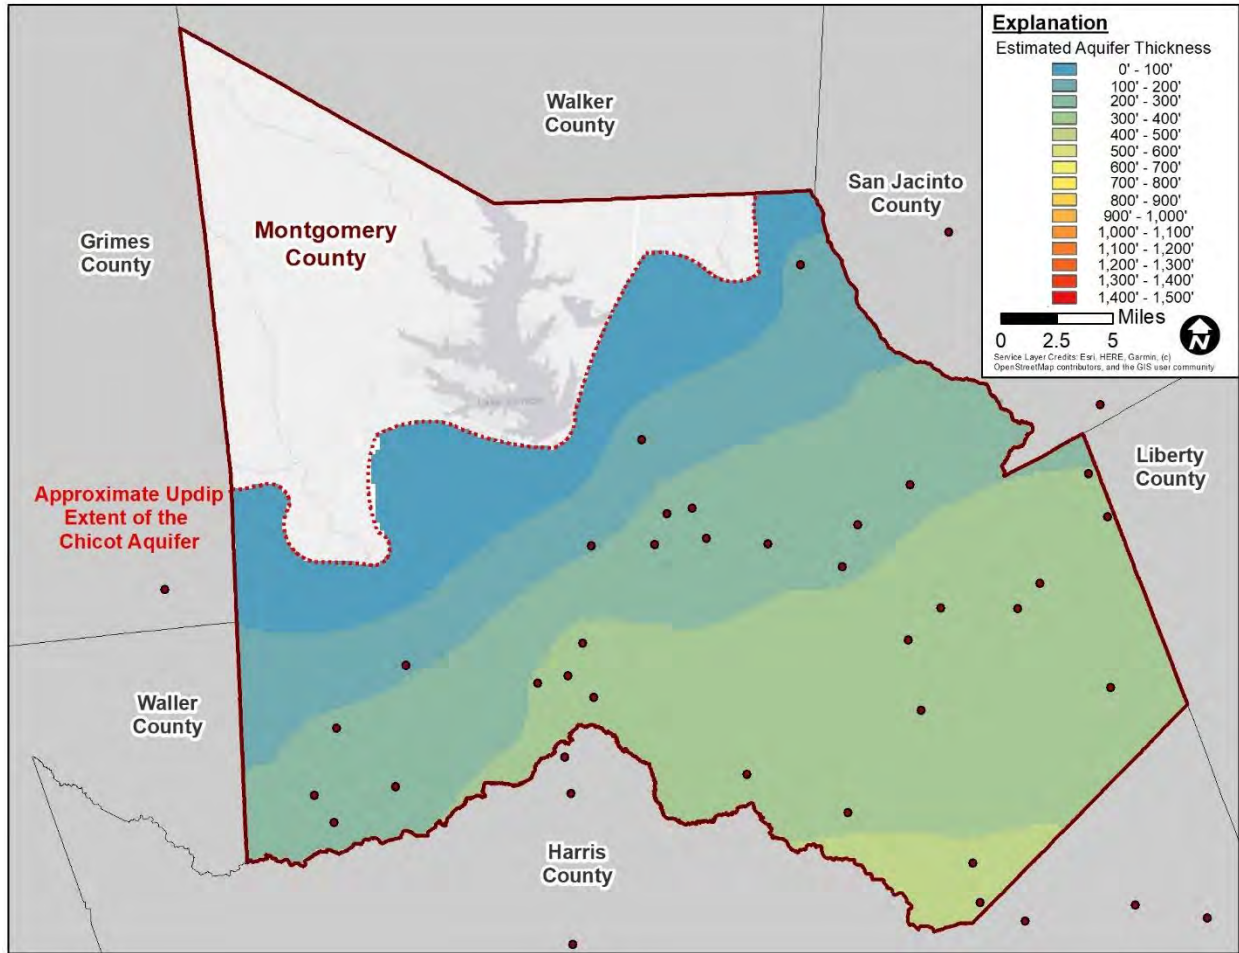 Explanation
Estimated Aquifer Thickness
0' - 100'
100' - 200'
200' - 300'
300' - 400'
400' - 500'
500' - 600'
600' - 700'
700' - 800'
800' - 900'
900' - 1,000'
1,000' - 1,100'
1,100' - 1,200'
1,200' - 1,300'
1,300' - 1,400'
1,400' - 1,500'
Miles
0 2.5 5
N
Service Layer Credits: Esri, HERE, Garmin, (c)
OpenStreetMap contributors, and the GIS user community
Walker
County
San Jacinto
County
Grimes
County
Montgomery
County
Liberty
County
Approximate Updip
Extent of the
Chicot Aquifer
Waller
County
Harris
County